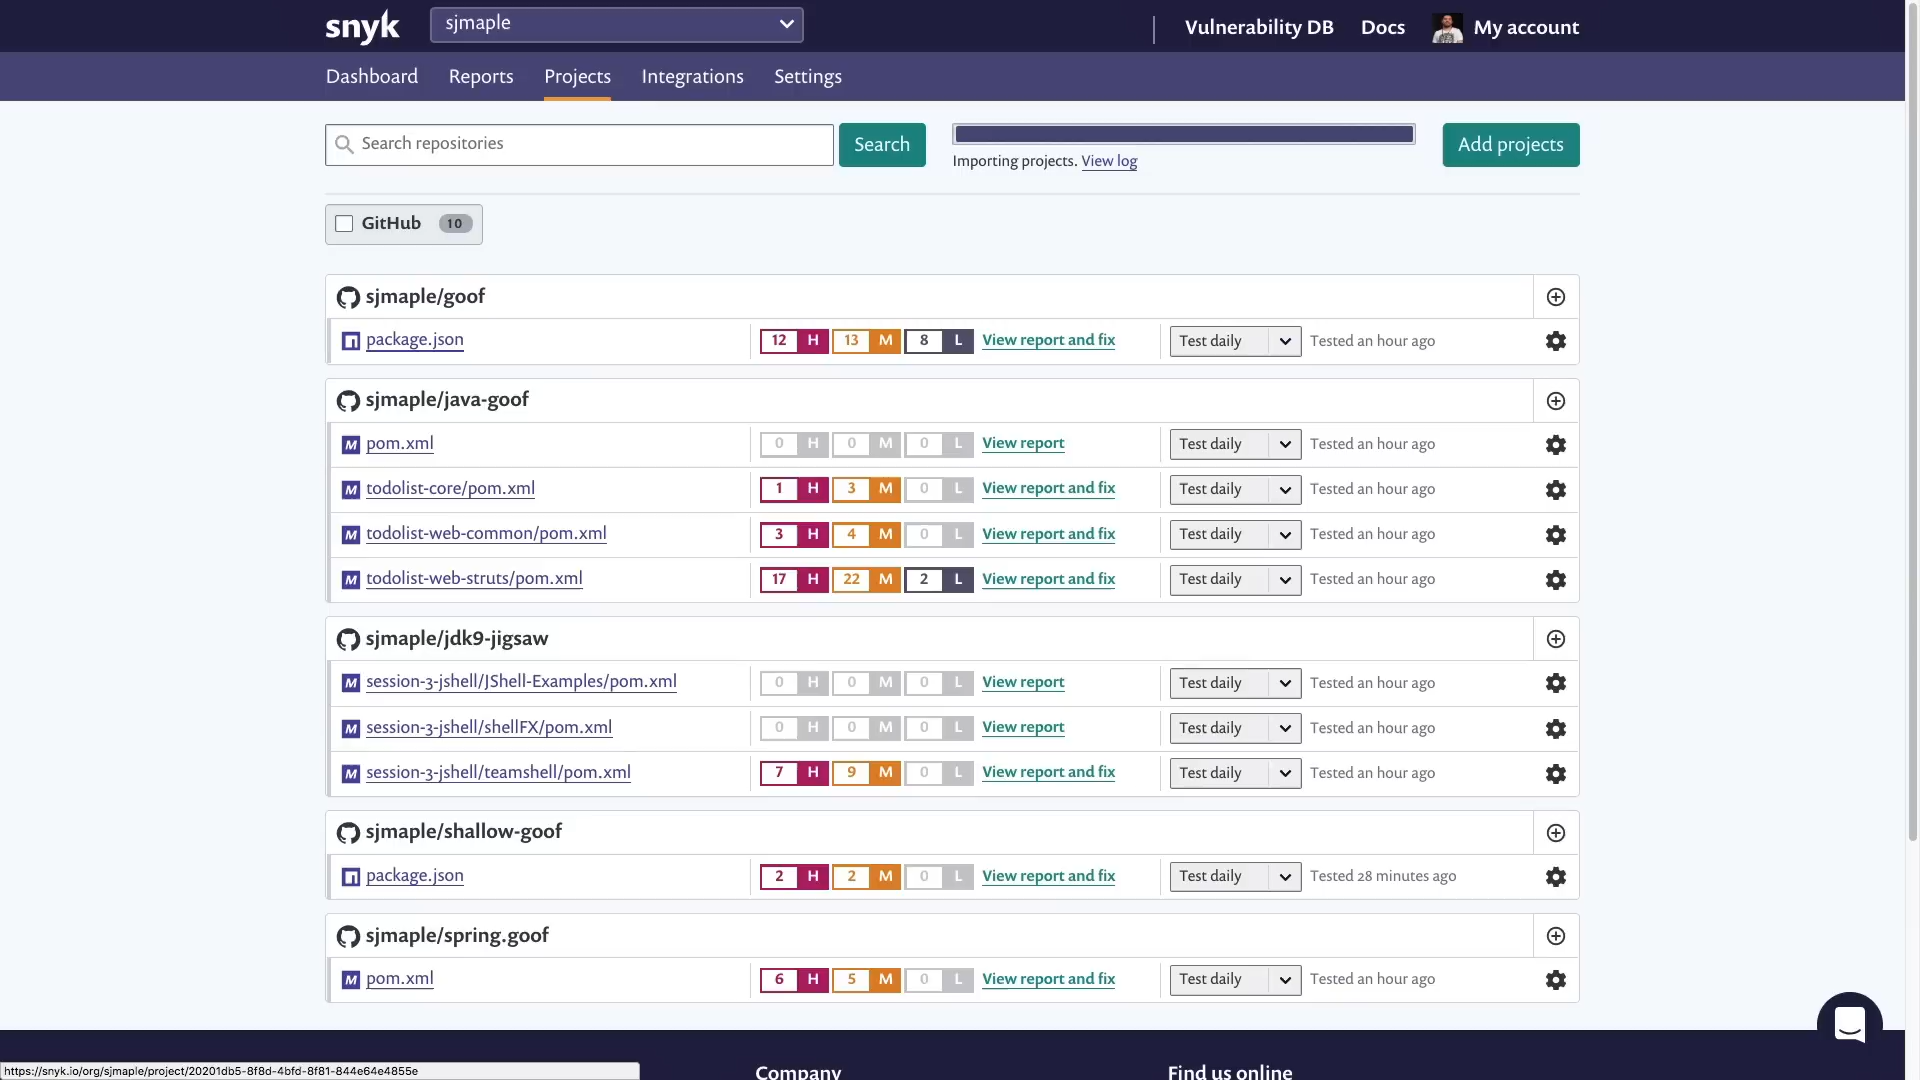 snyk sjmaple Vulnerability DB Docs My account
Dashboard Reports Projects Integrations Settings
Search repositories Search Add projects
Importing projects. View log
GitHub 10
sjmaple/goof
package.json 12 H 13 M 8 L View report and fix Test daily Tested an hour ago
sjmaple/java-goof
pom.xml 0 H 0 M 0 L View report Test daily Tested an hour ago
todolist-core/pom.xml 1 H 3 M 0 L View report and fix Test daily Tested an hour ago
todolist-web-common/pom.xml 3 H 4 M 0 L View report and fix Test daily Tested an hour ago
todolist-web-struts/pom.xml 17 H 22 M 2 L View report and fix Test daily Tested an hour ago
sjmaple/jdk9-jigsaw
session-3-jshell/JShell-Examples/pom.xml 0 H 0 M 0 L View report Test daily Tested an hour ago
session-3-jshell/shellFX/pom.xml 0 H 0 M 0 L View report Test daily Tested an hour ago
session-3-jshell/teamshell/pom.xml 7 H 9 M 0 L View report and fix Test daily Tested an hour ago
sjmaple/shallow-goof
package.json 2 H 2 M 0 L View report and fix Test daily Tested 28 minutes ago
sjmaple/spring.goof
pom.xml 6 H 5 M 0 L View report and fix Test daily Tested an hour ago
https://snyk.io/org/sjmaple/project/20201db5-8f8d-4bfd-8f81-844e64e4855e Company Find us online